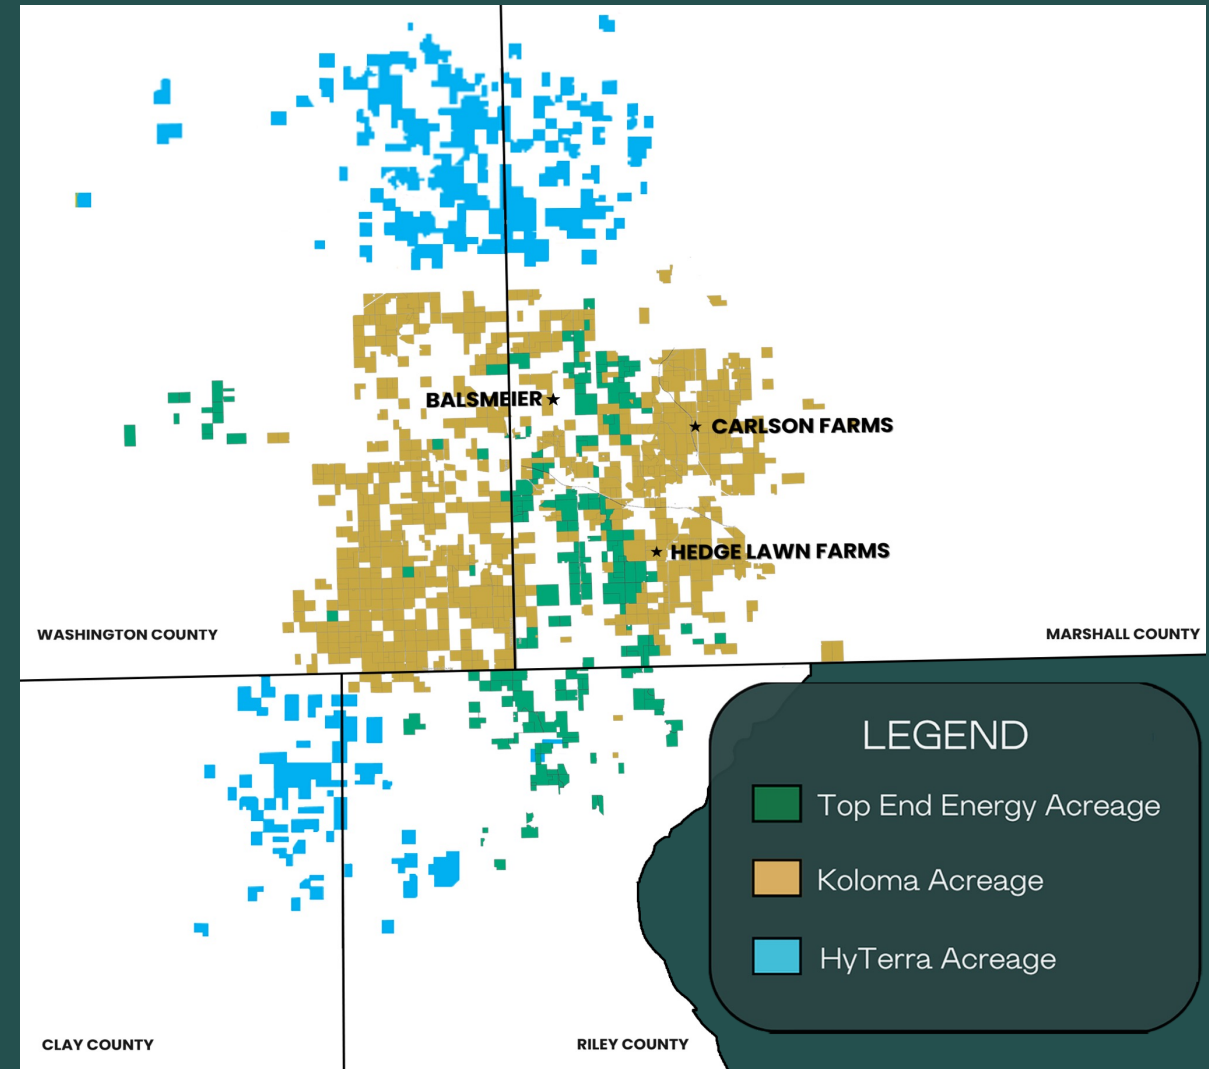 BALSMEIER
CARLSON FARMS
HEDGE LAWN FARMS
WASHINGTON COUNTY
MARSHALL COUNTY
LEGEND
Top End Energy Acreage
Koloma Acreage
HyTerra Acreage
CLAY COUNTY
RILEY COUNTY